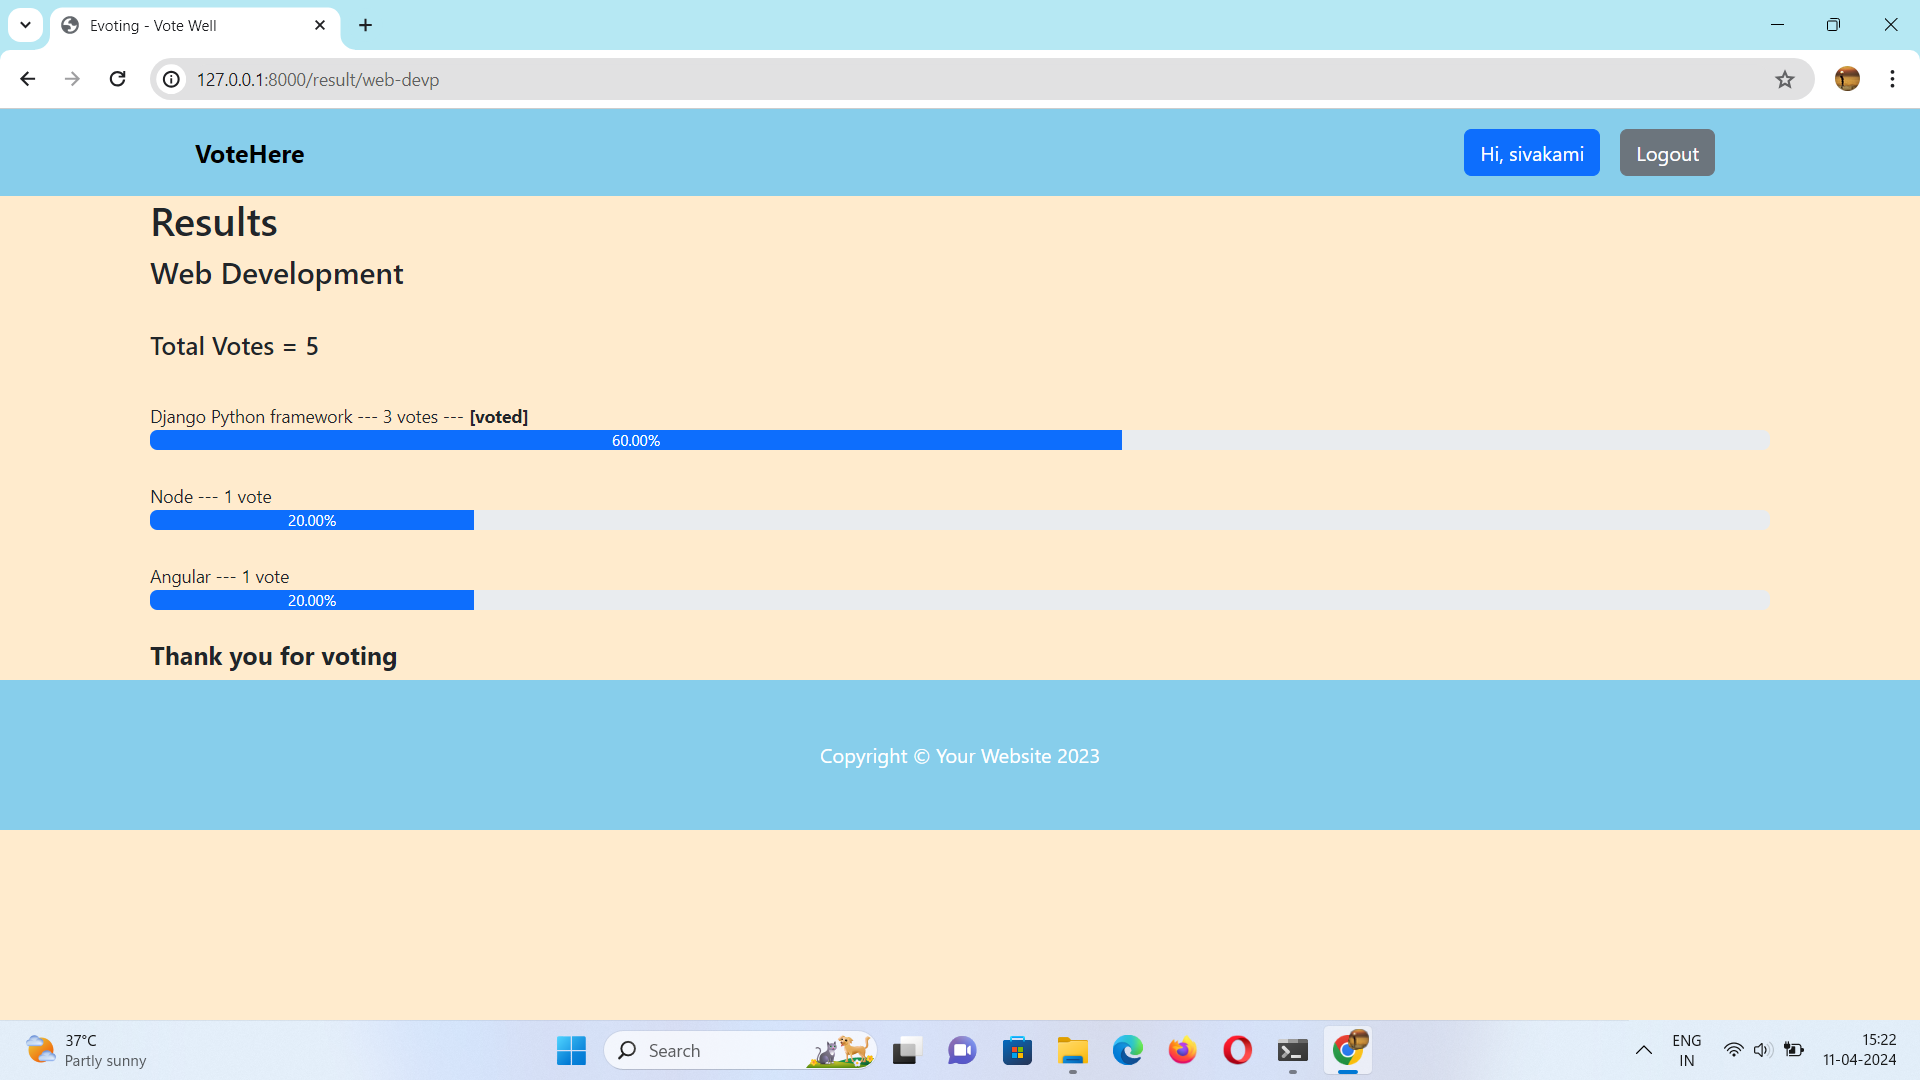 Evoting - Vote Well
127.0.0.1:8000/result/web-devp
VoteHere
Hi, sivakami
Logout
Results
Web Development
Total Votes = 5
Django Python framework --- 3 votes --- [voted]
60.00%
Node --- 1 vote
20.00%
Angular --- 1 vote
20.00%
Thank you for voting
Copyright © Your Website 2023
37°C
Partly sunny
Search
ENG
IN
15:22
11-04-2024